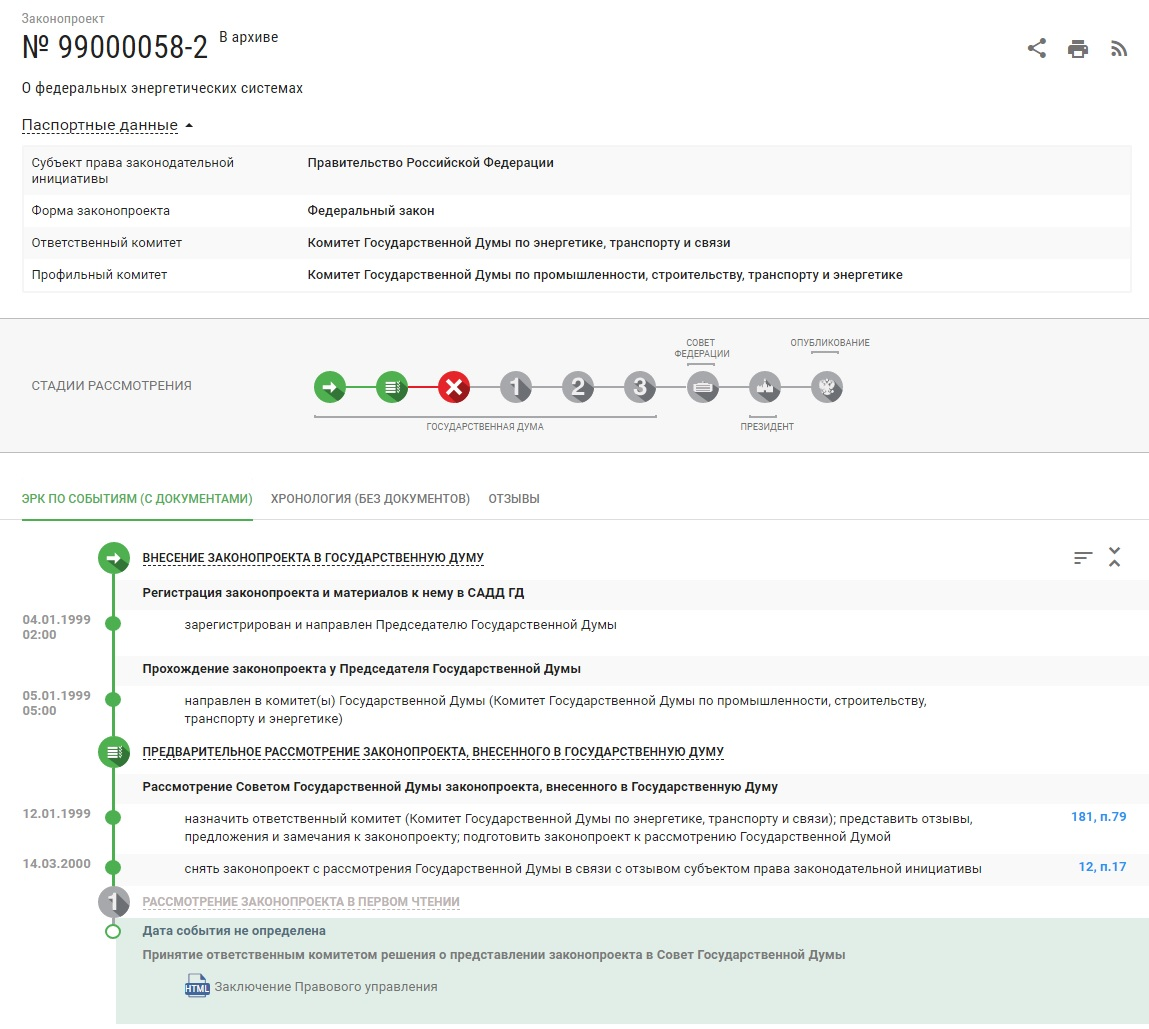 Законопроект
№ 99000058-2 В архиве
О федеральных энергетических системах
Паспортные данные
Субъект права законодательной
инициативы
Правительство Российской Федерации
Форма законопроекта
Федеральный закон
Ответственный комитет
Комитет Государственной Думы по энергетике, транспорту и связи
Профильный комитет
Комитет Государственной Думы по промышленности, строительству, транспорту и энергетике
СТАДИИ РАССМОТРЕНИЯ
СОВЕТ
ФЕДЕРАЦИИ
ОПУБЛИКОВАНИЕ
1 2 3
ГОСУДАРСТВЕННАЯ ДУМА
ПРЕЗИДЕНТ
ЭРК ПО СОБЫТИЯМ (С ДОКУМЕНТАМИ) ХРОНОЛОГИЯ (БЕЗ ДОКУМЕНТОВ) ОТЗЫВЫ
ВНЕСЕНИЕ ЗАКОНОПРОЕКТА В ГОСУДАРСТВЕННУЮ ДУМУ
Регистрация законопроекта и материалов к нему в САДД ГД
04.01.1999
02:00
зарегистрирован и направлен Председателю Государственной Думы
Прохождение законопроекта у Председателя Государственной Думы
05.01.1999
05:00
направлен в комитет(ы) Государственной Думы (Комитет Государственной Думы по промышленности, строительству,
транспорту и энергетике)
ПРЕДВАРИТЕЛЬНОЕ РАССМОТРЕНИЕ ЗАКОНОПРОЕКТА, ВНЕСЕННОГО В ГОСУДАРСТВЕННУЮ ДУМУ
Рассмотрение Советом Государственной Думы законопроекта, внесенного в Государственную Думу
12.01.1999
назначить ответственный комитет (Комитет Государственной Думы по энергетике, транспорту и связи); представить отзывы,
предложения и замечания к законопроекту; подготовить законопроект к рассмотрению Государственной Думой
181, п.79
14.03.2000
снять законопроект с рассмотрения Государственной Думы в связи с отзывом субъектом права законодательной инициативы
12, п.17
1 РАССМОТРЕНИЕ ЗАКОНОПРОЕКТА В ПЕРВОМ ЧТЕНИИ
Дата события не определена
Принятие ответственным комитетом решения о представлении законопроекта в Совет Государственной Думы
HTML Заключение Правового управления